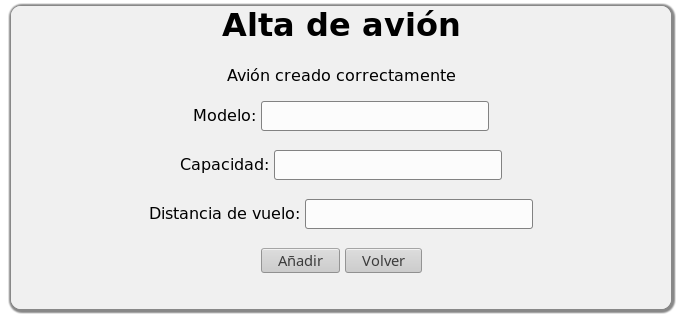 Alta de avión
Avión creado correctamente
Modelo:
Capacidad:
Distancia de vuelo:
Añadir Volver